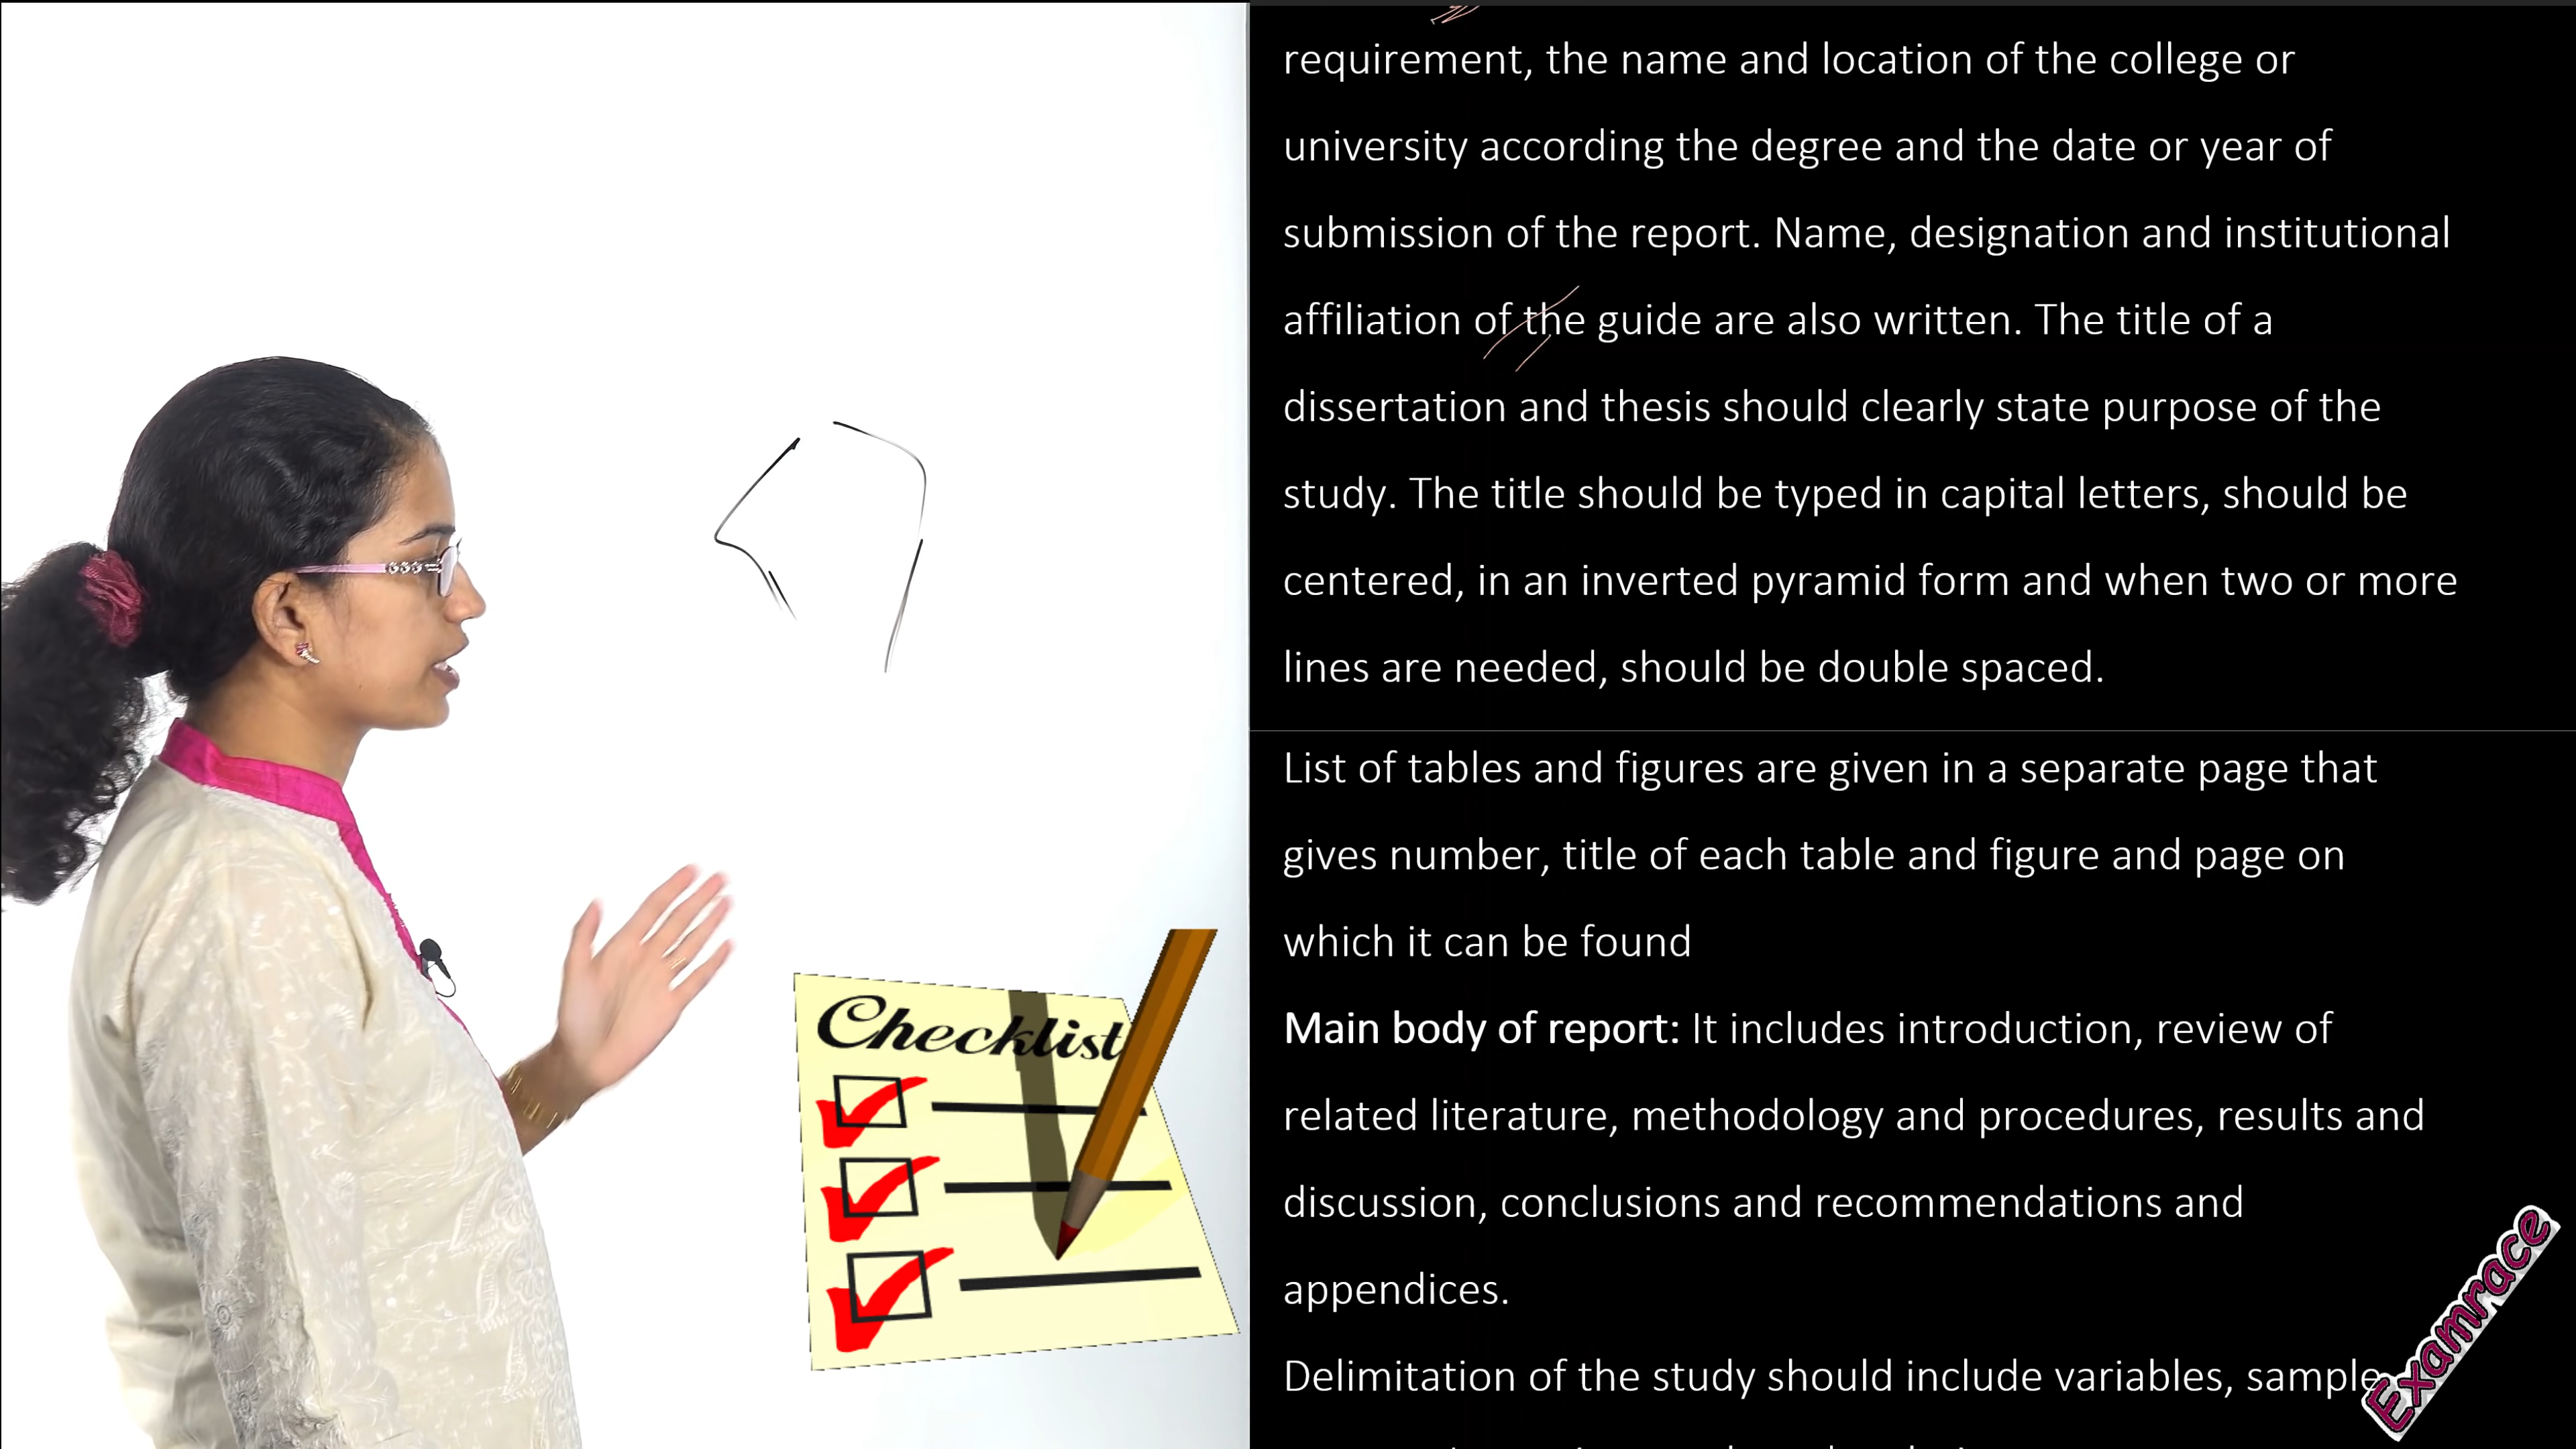 requirement, the name and location of the college or
university according the degree and the date or year of
submission of the report. Name, designation and institutional
affiliation of the guide are also written. The title of a
dissertation and thesis should clearly state purpose of the
study. The title should be typed in capital letters, should be
centered, in an inverted pyramid form and when two or more
lines are needed, should be double spaced.
List of tables and figures are given in a separate page that
gives number, title of each table and figure and page on
which it can be found
Main body of report: It includes introduction, review of
related literature, methodology and procedures, results and
discussion, conclusions and recommendations and
appendices.
Delimitation of the study should include variables, sample,
Checklist
Examrace